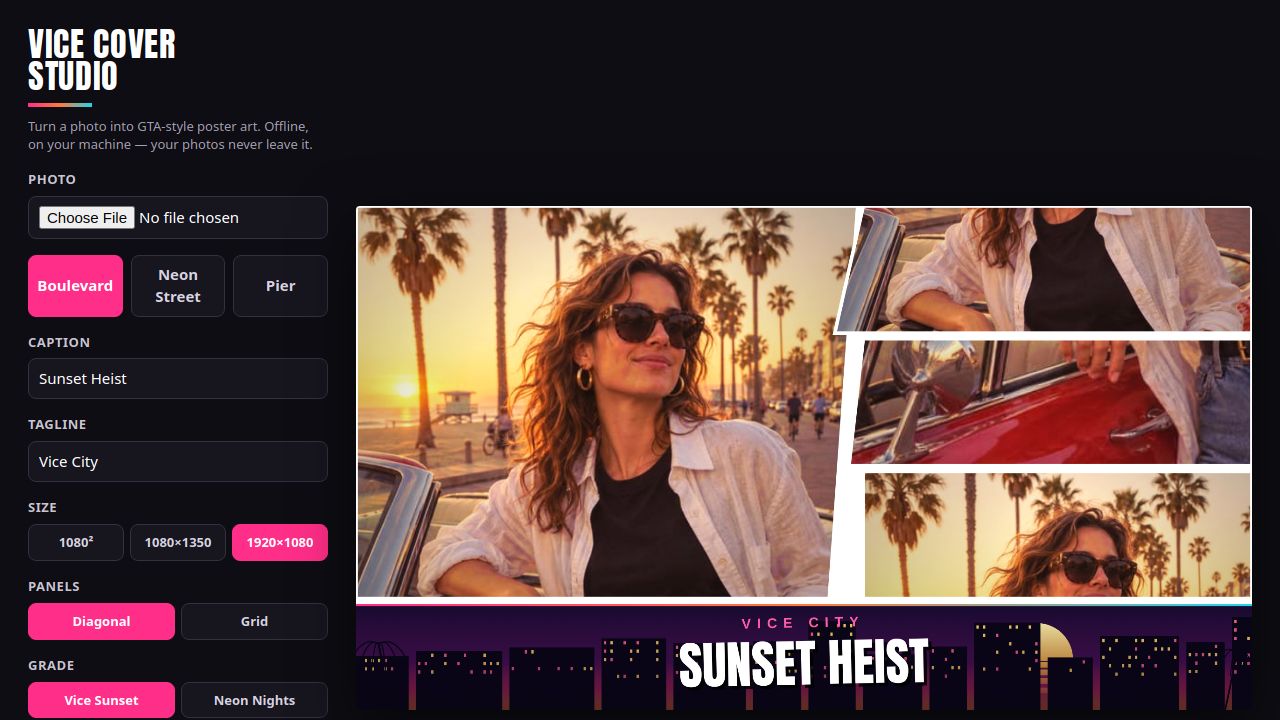 VICE COVER
STUDIO
Turn a photo into GTA-style poster art. Offline,
on your machine — your photos never leave it.
PHOTO
Choose File No file chosen
Boulevard
Neon
Street
Pier
CAPTION
Sunset Heist
TAGLINE
Vice City
SIZE
1080²
1080×1350
1920×1080
PANELS
Diagonal
Grid
GRADE
Vice Sunset
Neon Nights
VICE CITY
SUNSET HEIST